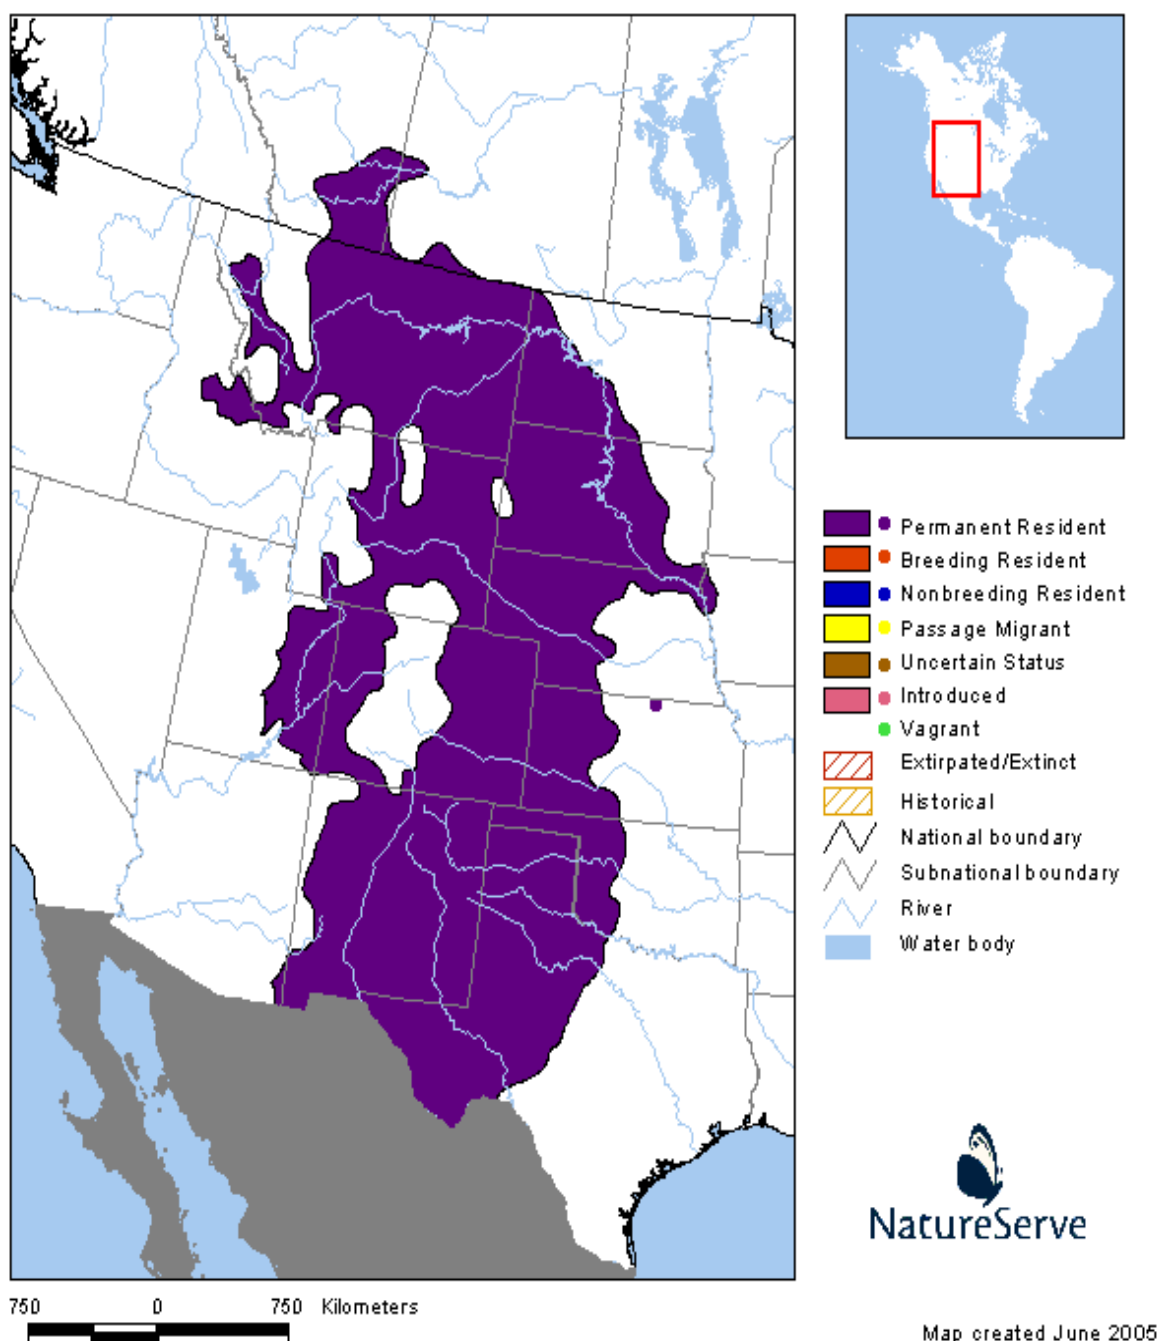 Permanent Resident
Breeding Resident
Nonbreeding Resident
Passage Migrant
Uncertain Status
Introduced
Vagrant
Extirpated/Extinct
Historical
National boundary
Subnational boundary
River
Water body
NatureServe
750 0 750 Kilometers
Map created June 2005